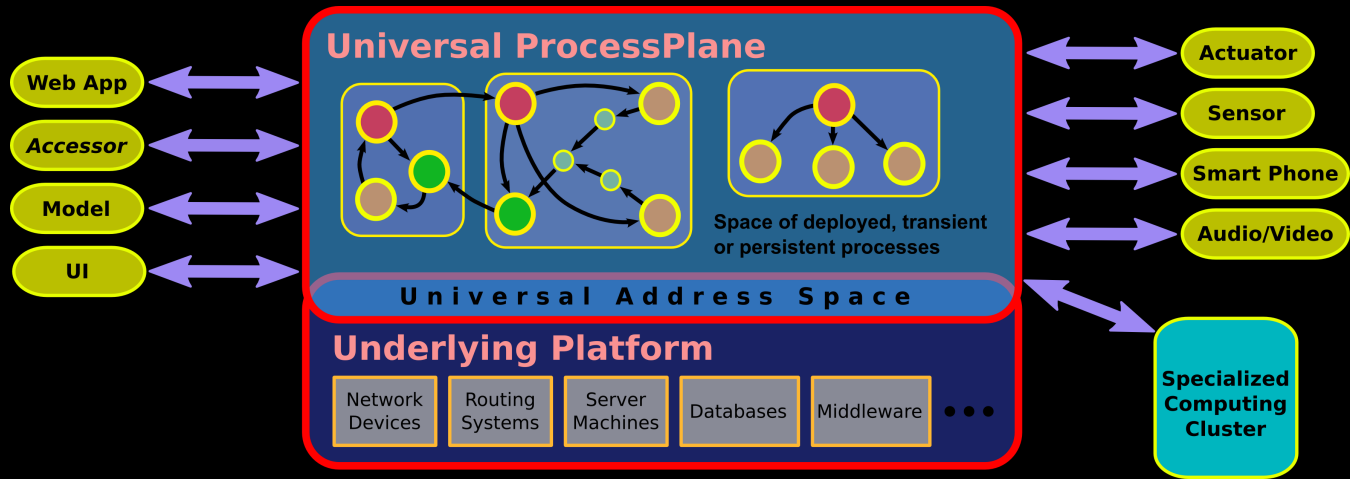 Universal ProcessPlane
Web App
Accessor
Model
UI
Actuator
Sensor
Smart Phone
Audio/Video
Space of deployed, transient
or persistent processes
Universal Address Space
Underlying Platform
Network
Devices
Routing
Systems
Server
Machines
Databases
Middleware
•••
Specialized
Computing
Cluster